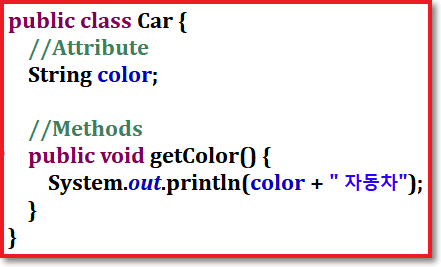 public class Car {
//Attribute
String color;
//Methods
public void getColor() {
System.out.println(color + " 자동차");
}
}